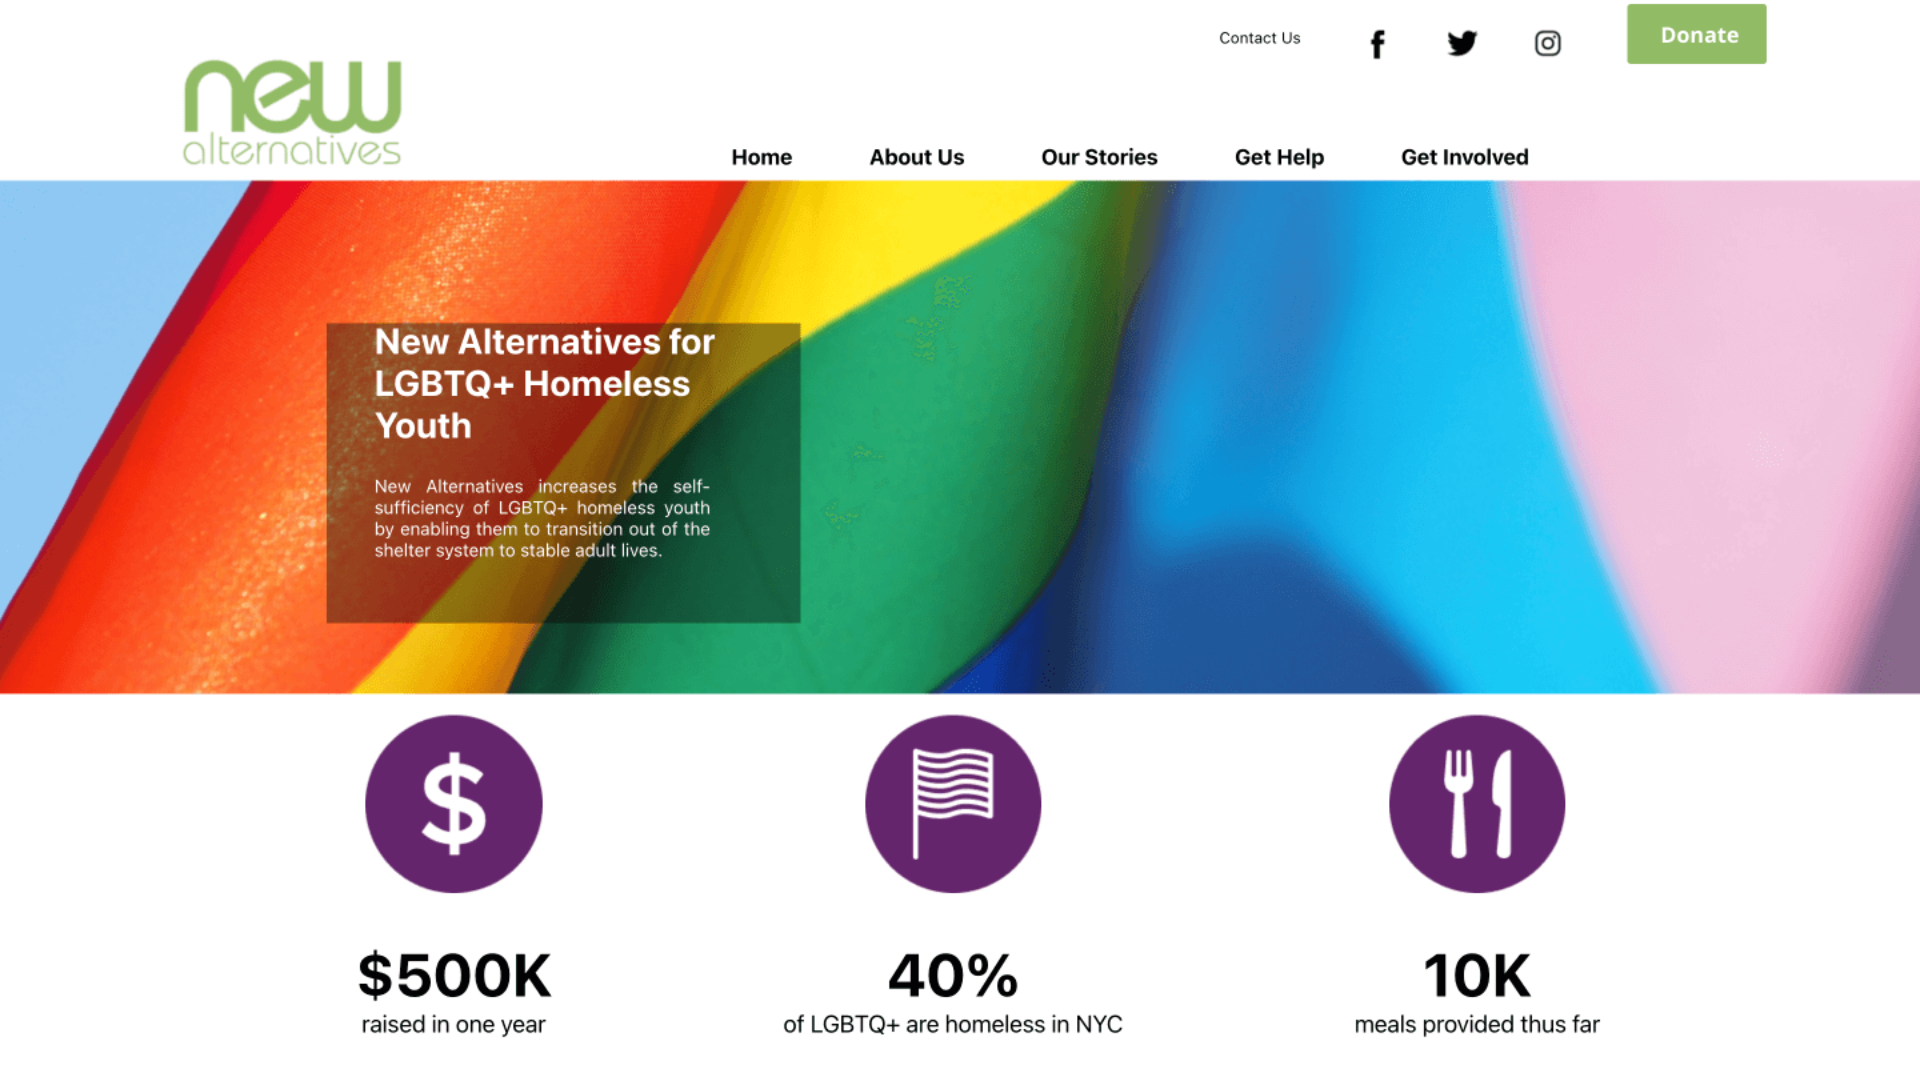 Contact Us
Donate
new
alternatives
Home About Us Our Stories Get Help Get Involved
New Alternatives for
LGBTQ+ Homeless
Youth
New Alternatives increases the self-
sufficiency of LGBTQ+ homeless youth
by enabling them to transition out of the
shelter system to stable adult lives.
$500K
raised in one year
40%
of LGBTQ+ are homeless in NYC
10K
meals provided thus far